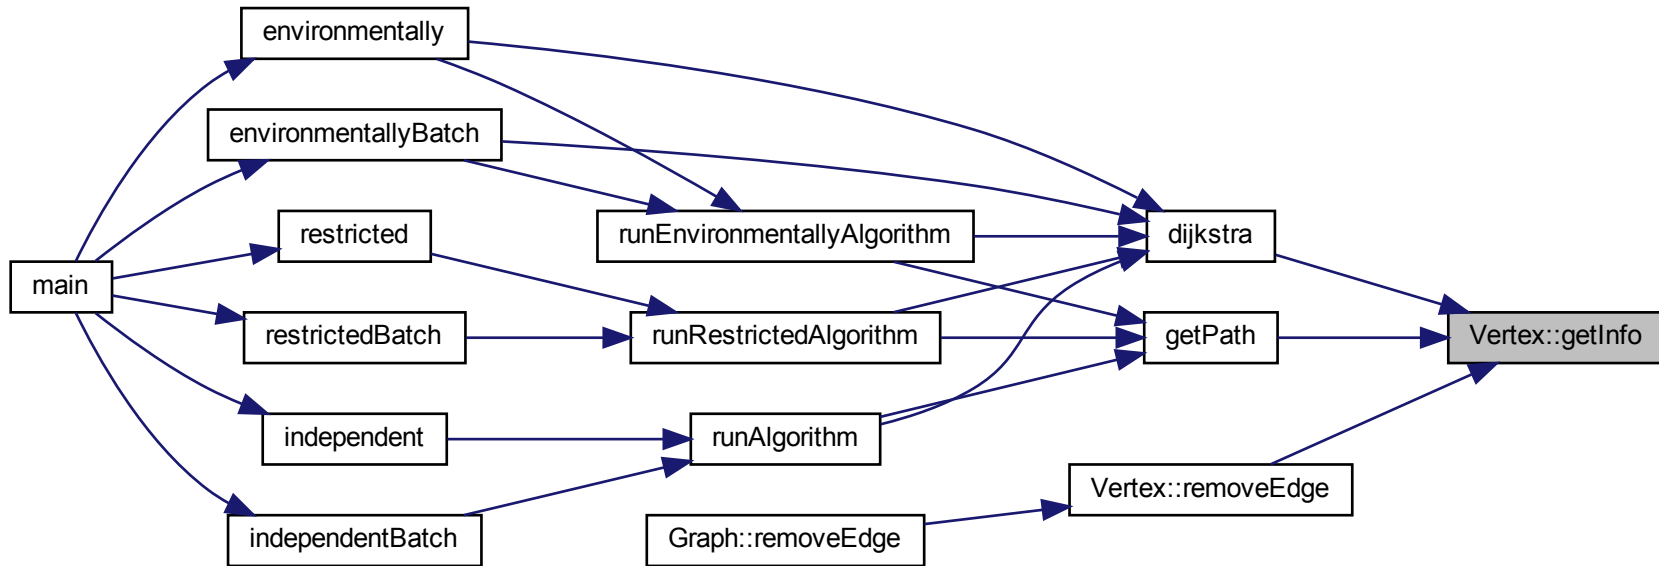 environmentally
environmentallyBatch
restricted
runEnvironmentallyAlgorithm
dijkstra
main
restrictedBatch
runRestrictedAlgorithm
getPath
Vertex::getInfo
independent
runAlgorithm
Vertex::removeEdge
independentBatch
Graph::removeEdge